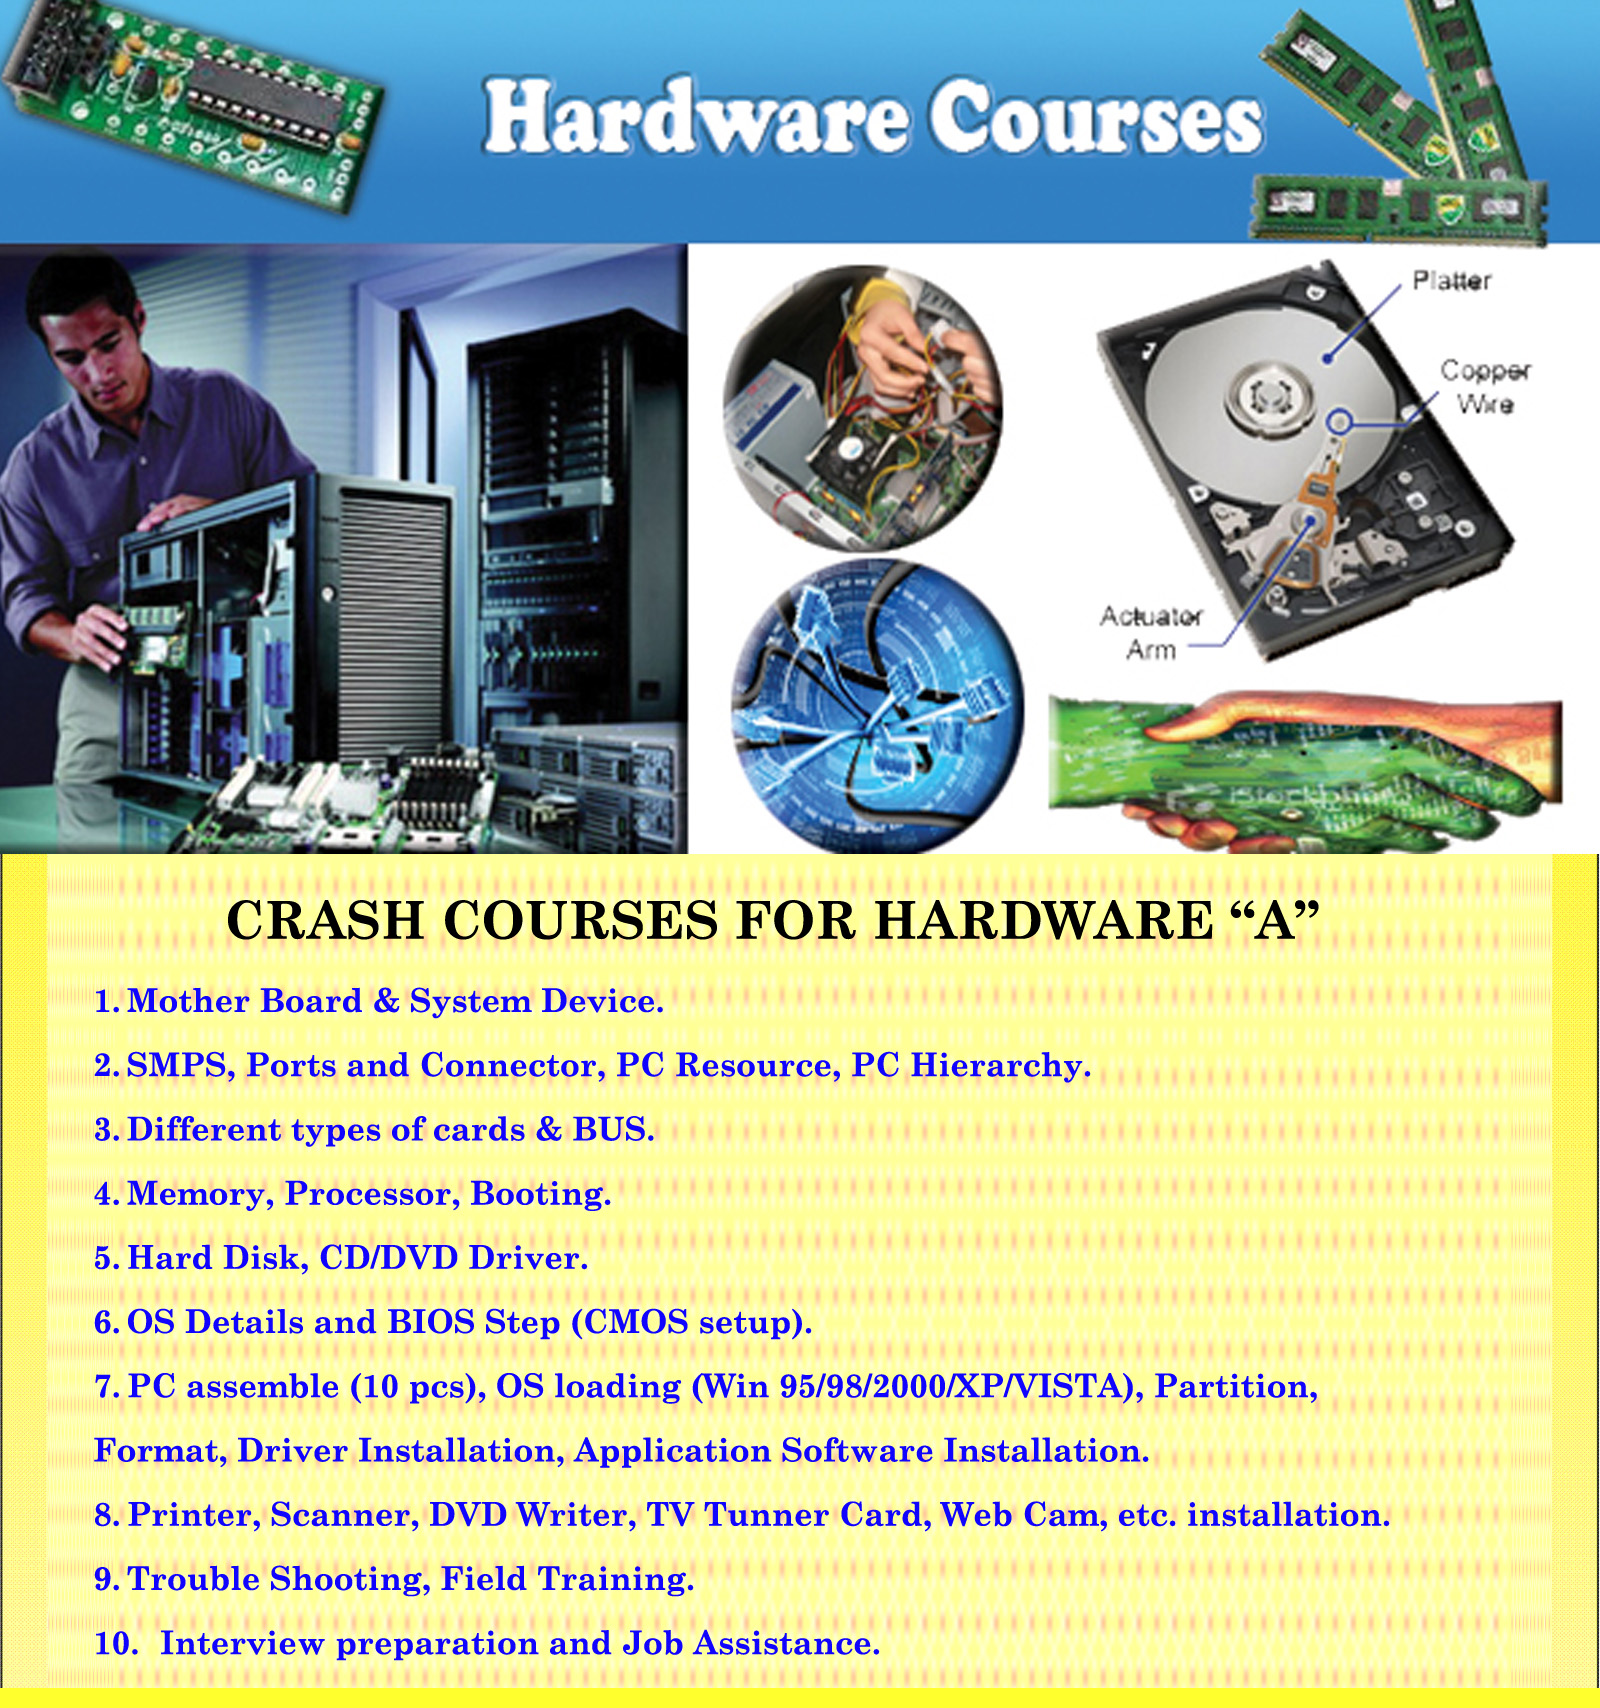 Hardware Courses
Platter
Copper
Wire
Actuator
Arm
iStockphoto
CRASH COURSES FOR HARDWARE “A”
1. Mother Board & System Device.
2. SMPS, Ports and Connector, PC Resource, PC Hierarchy.
3. Different types of cards & BUS.
4. Memory, Processor, Booting.
5. Hard Disk, CD/DVD Driver.
6. OS Details and BIOS Step (CMOS setup).
7. PC assemble (10 pcs), OS loading (Win 95/98/2000/XP/VISTA), Partition,
Format, Driver Installation, Application Software Installation.
8. Printer, Scanner, DVD Writer, TV Tunner Card, Web Cam, etc. installation.
9. Trouble Shooting, Field Training.
10. Interview preparation and Job Assistance.